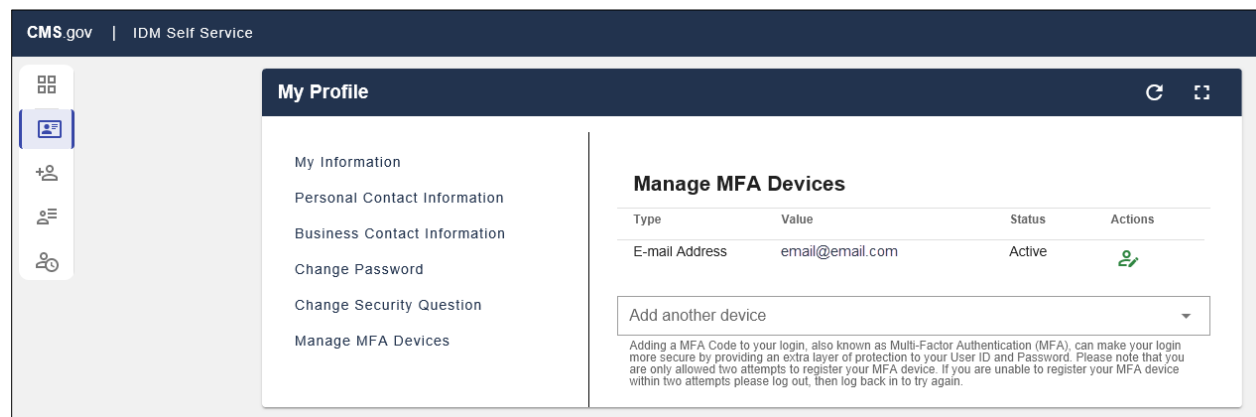 CMS.gov | IDM Self Service
My Profile
My Information
Personal Contact Information
Business Contact Information
Change Password
Change Security Question
Manage MFA Devices
Manage MFA Devices
Type Value Status Actions
E-mail Address email@email.com Active
Add another device
Adding a MFA Code to your login, also known as Multi-Factor Authentication (MFA), can make your login
more secure by providing an extra layer of protection to your User ID and Password. Please note that you
are only allowed two attempts to register your MFA device. If you are unable to register your MFA device
within two attempts please log out, then log back in to try again.